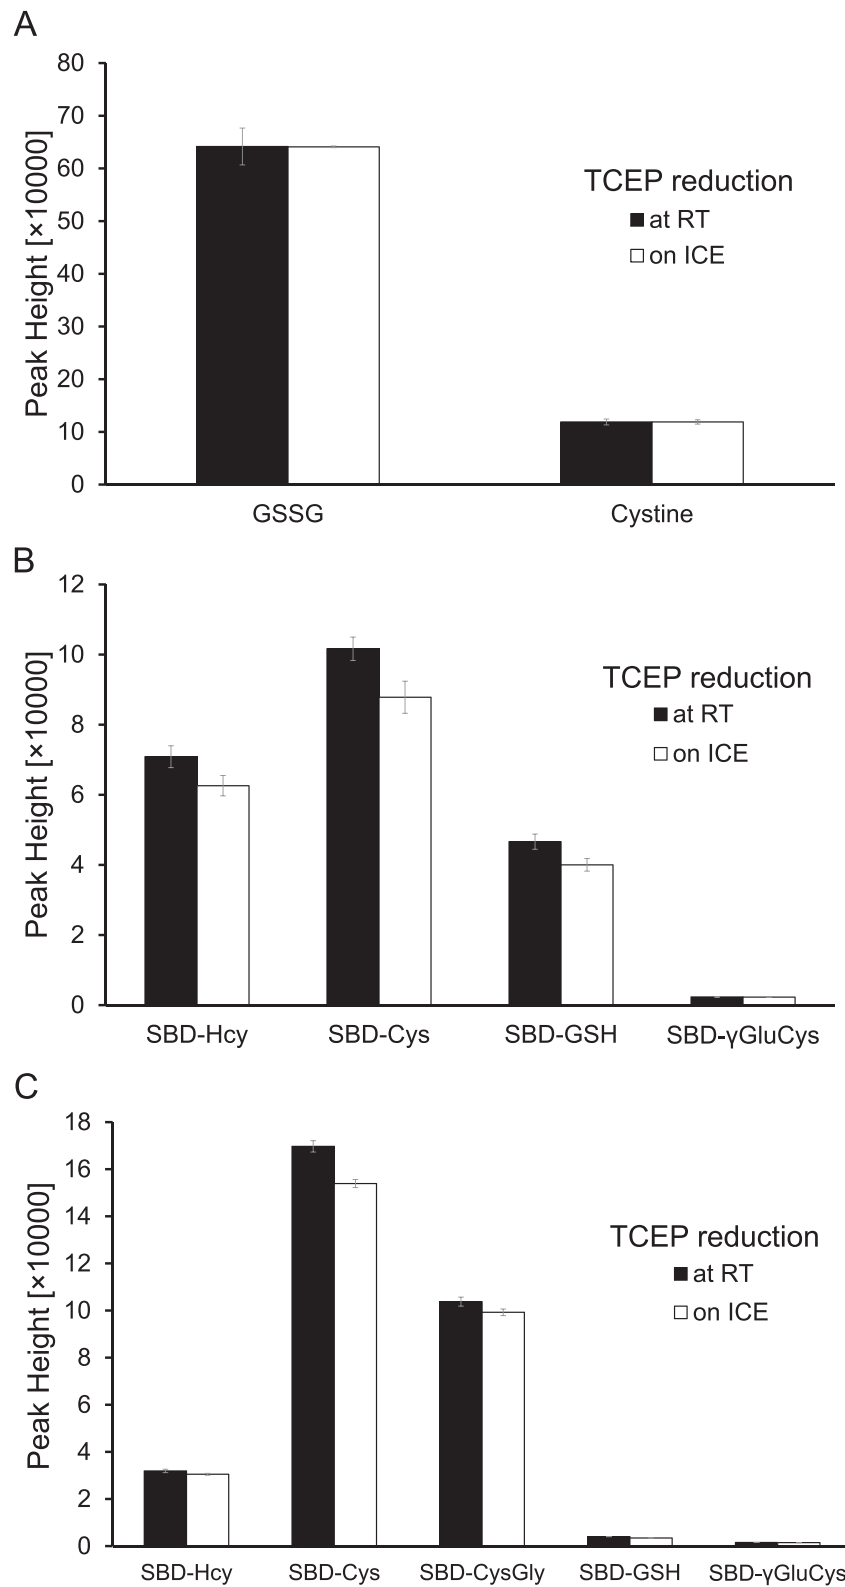 A
80
70
60
50
40
30
20
10
0
Peak Height [×10000]
TCEP reduction
at RT
on ICE
GSSG Cystine
B
12
10
8
6
4
2
0
Peak Height [×10000]
TCEP reduction
at RT
on ICE
SBD-Hcy SBD-Cys SBD-GSH SBD-γGluCys
C
18
16
14
12
10
8
6
4
2
0
Peak Height [×10000]
TCEP reduction
at RT
on ICE
SBD-Hcy SBD-Cys SBD-CysGly SBD-GSH SBD-γGluCys